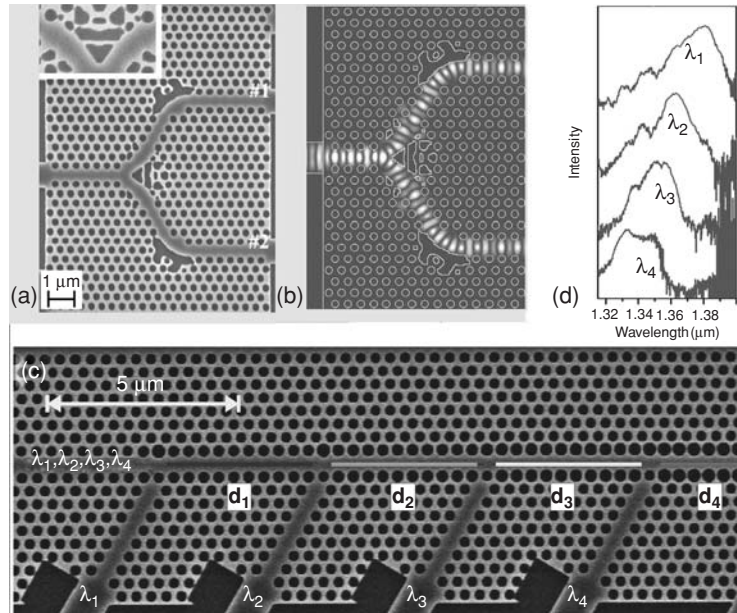 #1
#2
1 μm
(a)
(b)
Intensity
λ1
λ2
λ3
λ4
1.32 1.34 1.36 1.38
Wavelength (μm)
(d)
(c)
5 μm
λ1,λ2,λ3,λ4
d1 d2 d3 d4
λ1 λ2 λ3 λ4